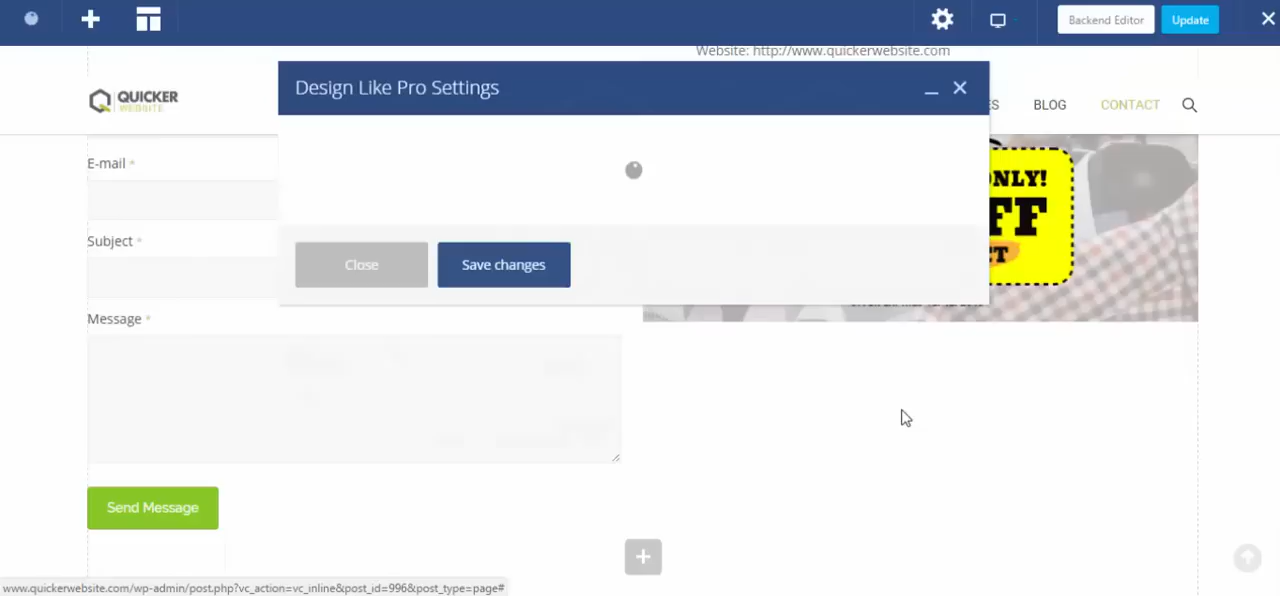 Backend Editor
Update
Website: http://www.quickerwebsite.com
Design Like Pro Settings
QUICKER
WEBSITE
ES
BLOG
CONTACT
E-mail *
ONLY!
FF
Subject *
CT
Close
Save changes
Message *
Send Message
www.quickerwebsite.com/wp-admin/post.php?vc_action=vc_inline&post_id=996&post_type=page#